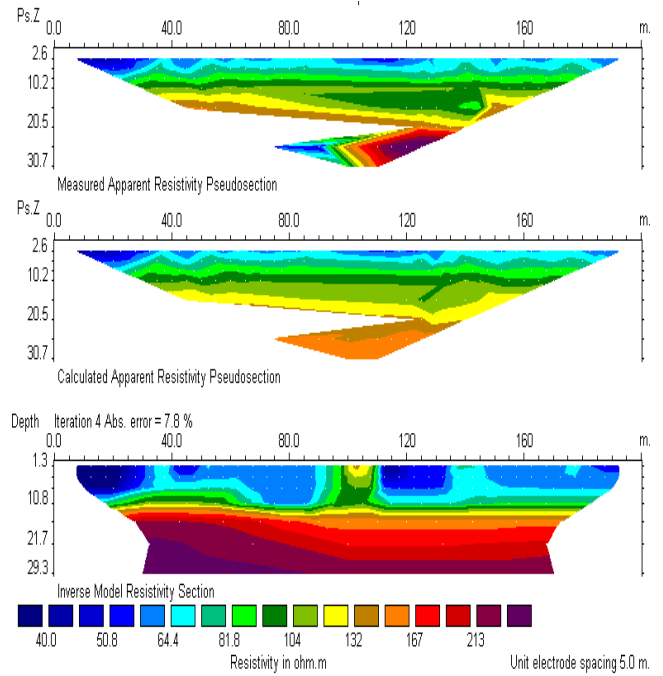 Ps.Z
0.0 40.0 80.0 120 160 m.
2.6
10.2
20.5
30.7
Measured Apparent Resistivity Pseudosection
Ps.Z
0.0 40.0 80.0 120 160 m.
2.6
10.2
20.5
30.7
Calculated Apparent Resistivity Pseudosection
Depth Iteration 4 Abs. error = 7.8 %
0.0 40.0 80.0 120 160 m.
1.3
10.8
21.7
29.3
Inverse Model Resistivity Section
40.0 50.8 64.4 81.8 104 132 167 213
Resistivity in ohm.m Unit electrode spacing 5.0 m.